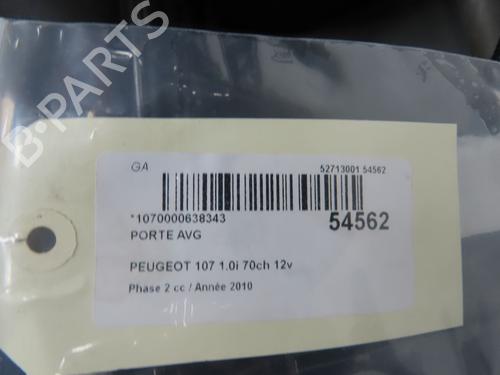 B-PARTS
GA
52713001 54562
*1070000638343
54562
PORTE AVG
PEUGEOT 107 1.0i 70ch 12v
Phase 2 cc / Année 2010